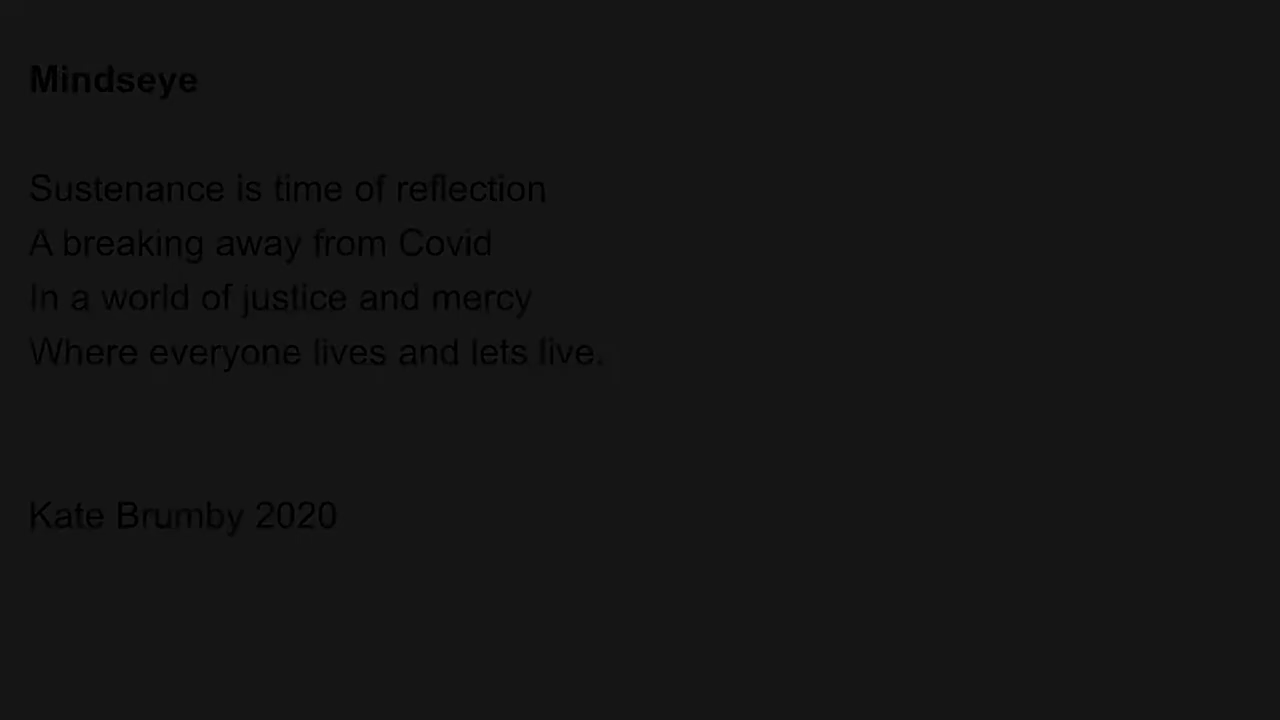 Mindseye
Sustenance is time of reflection
A breaking away from Covid
In a world of justice and mercy
Where everyone lives and lets live.
Kate Brumby 2020